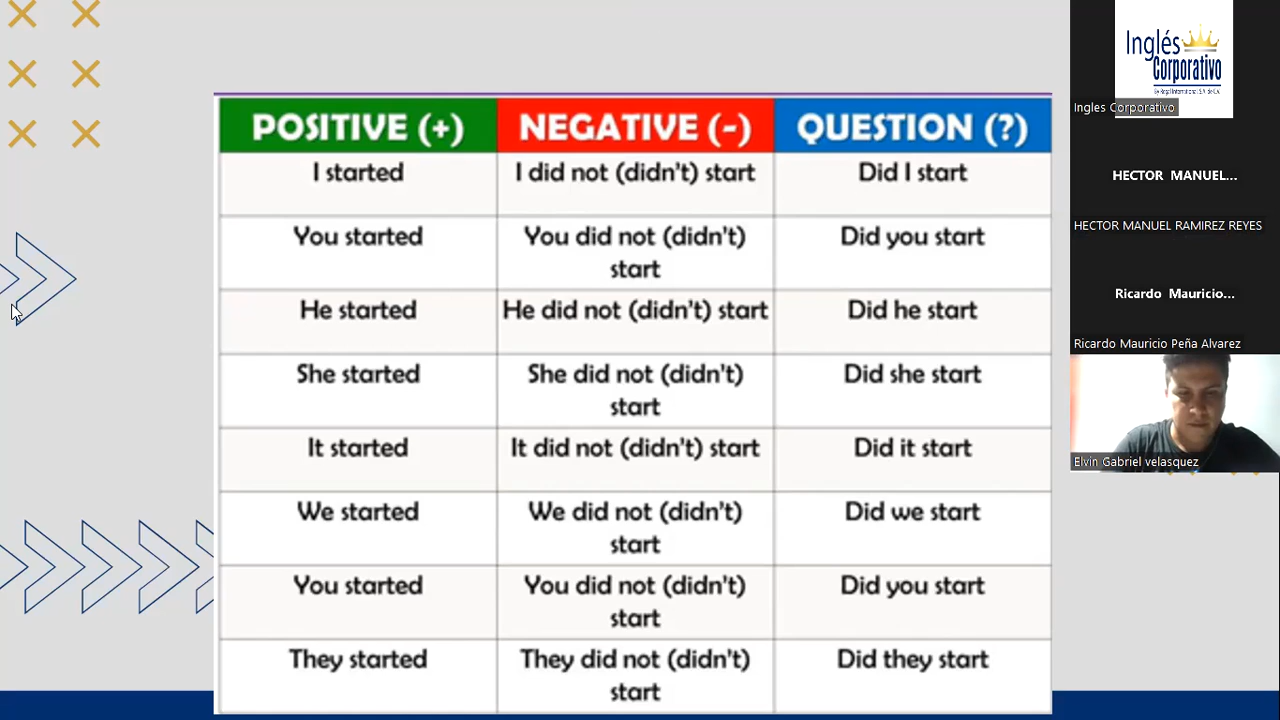 POSITIVE (+) NEGATIVE (-) QUESTION (?)
I started I did not (didn't) start Did I start
You started You did not (didn't) Did you start
start
He started He did not (didn't) start Did he start
She started She did not (didn't) Did she start
start
It started It did not (didn't) start Did it start
We started We did not (didn't) Did we start
start
You started You did not (didn't) Did you start
start
They started They did not (didn't) Did they start
start
Inglés
Corporativo
By Regal International S.A. de C.V.
Ingles Corporativo
HECTOR MANUEL...
HECTOR MANUEL RAMIREZ REYES
Ricardo Mauricio...
Ricardo Mauricio Peña Alvarez
Elvin Gabriel velasquez